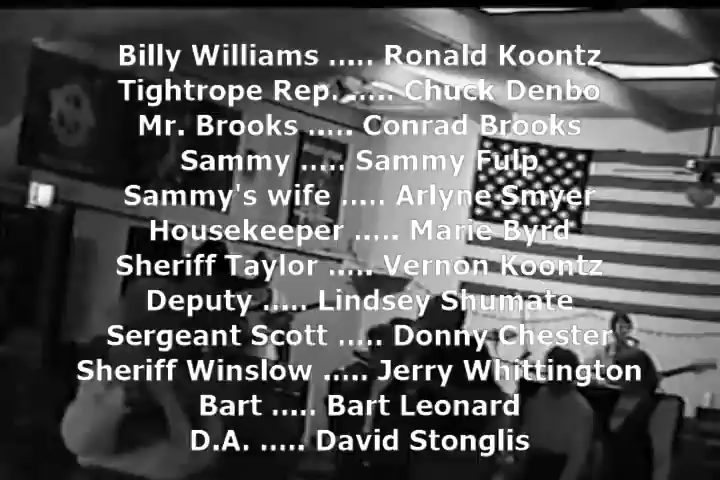 Billy Williams ..... Ronald Koontz
Tightrope Rep. ..... Chuck Denbo
Mr. Brooks ..... Conrad Brooks
Sammy ..... Sammy Fulp
Sammy's wife ..... Arlyne Smyer
Housekeeper ..... Marie Byrd
Sheriff Taylor ..... Vernon Koontz
Deputy ..... Lindsey Shumate
Sergeant Scott ..... Donny Chester
Sheriff Winslow ..... Jerry Whittington
Bart ..... Bart Leonard
D.A. ..... David Stonglis